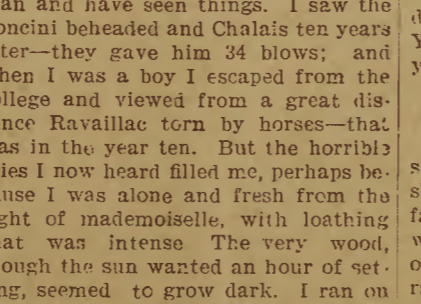 an and have seen things. I saw the
oncini beheaded and Chalais ten years
ter—they gave him 34 blows; and
hen I was a boy I escaped from the
ollege and viewed from a great dis-
nce Ravaillac torn by horses—that
as in the year ten. But the horrible
ies I now heard filled me, perhaps be-
ause I was alone and fresh from the
ght of mademoiselle, with loathing
at was intense The very wood,
ough the sun wanted an hour of set-
ng, seemed to grow dark. I ran on